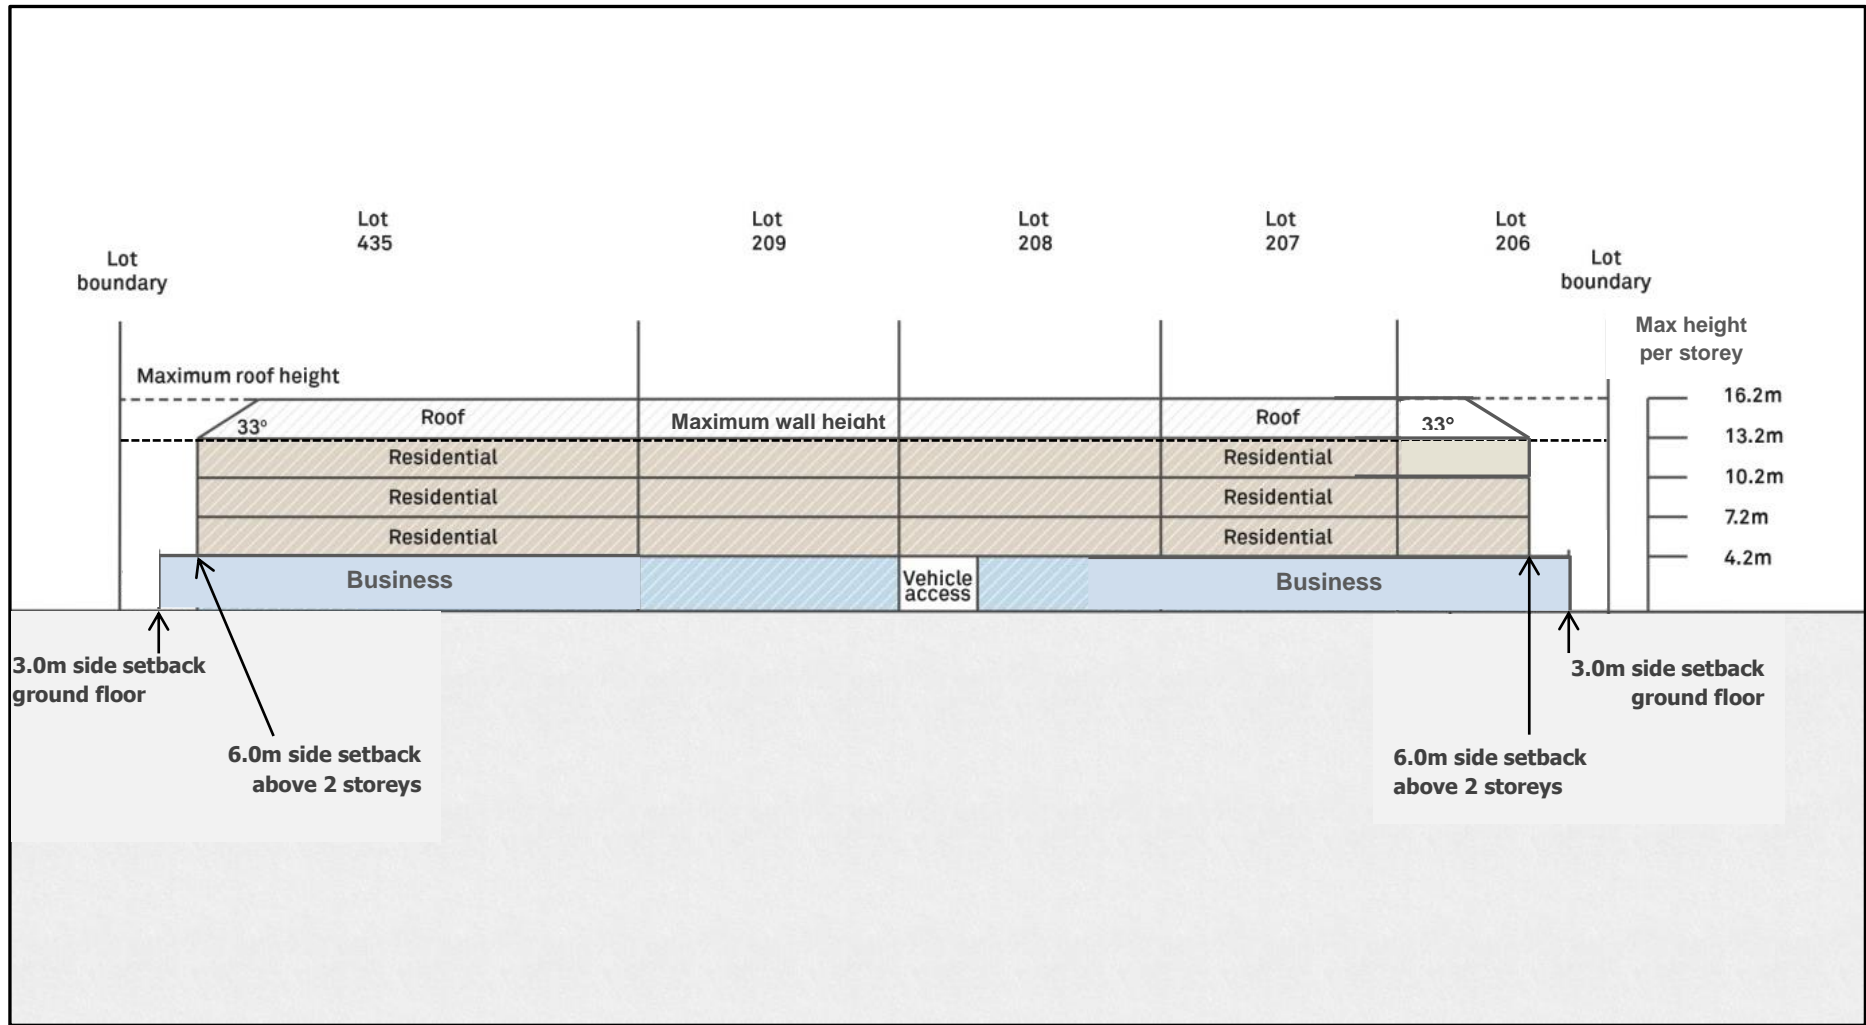 Lot
435
Lot
209
Lot
208
Lot
207
Lot
206
Lot
boundary
Lot
boundary
Max height
per storey
Maximum roof height
16.2m
33°
Roof
Maximum wall height
Roof
33°
13.2m
Residential
Residential
10.2m
Residential
Residential
7.2m
Residential
Residential
4.2m
Business
Vehicle
access
Business
3.0m side setback
ground floor
3.0m side setback
ground floor
6.0m side setback
above 2 storeys
6.0m side setback
above 2 storeys